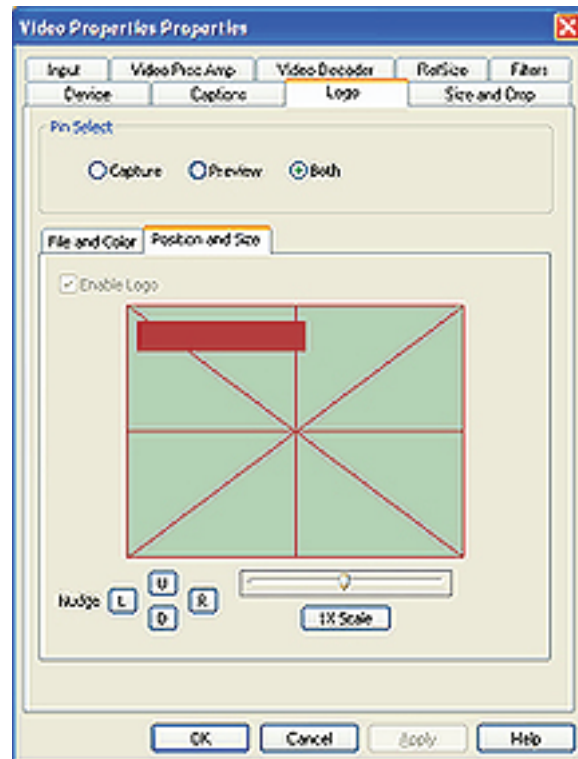 Video Properties Properties
Input Video Proc Amp Video Decoder RefSize Filters
Device Captions Logo Size and Crop
Pin Select
Capture Preview Both
File and Color Position and Size
Enable Logo
U
Nudge L R
D
1X Scale
OK Cancel Apply Help